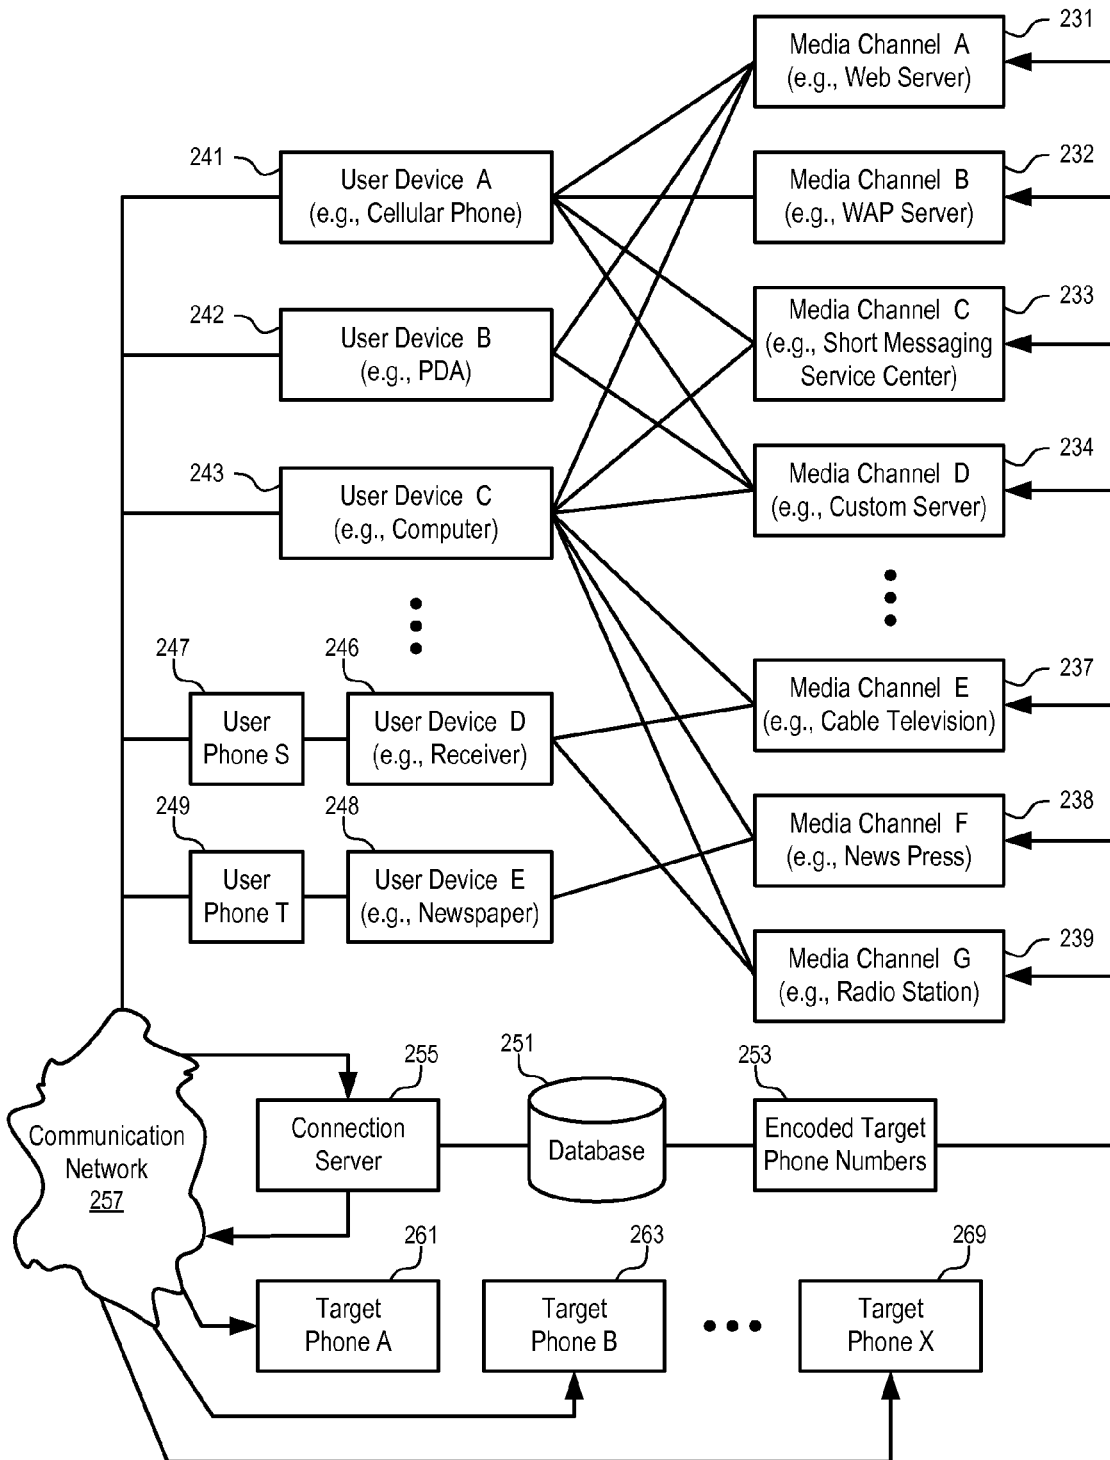 231
Media Channel A
(e.g., Web Server)
241
User Device A
(e.g., Cellular Phone)
232
Media Channel B
(e.g., WAP Server)
242
User Device B
(e.g., PDA)
233
Media Channel C
(e.g., Short Messaging
Service Center)
243
User Device C
(e.g., Computer)
234
Media Channel D
(e.g., Custom Server)
247
User
Phone S
246
User Device D
(e.g., Receiver)
237
Media Channel E
(e.g., Cable Television)
249
User
Phone T
248
User Device E
(e.g., Newspaper)
238
Media Channel F
(e.g., News Press)
239
Media Channel G
(e.g., Radio Station)
Communication
Network
257
255
Connection
Server
251
Database
253
Encoded Target
Phone Numbers
261
Target
Phone A
263
Target
Phone B
269
Target
Phone X